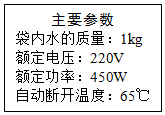 主要参数
袋内水的质量：1kg
额定电压：220V
额定功率：450W
自动断开温度：65℃